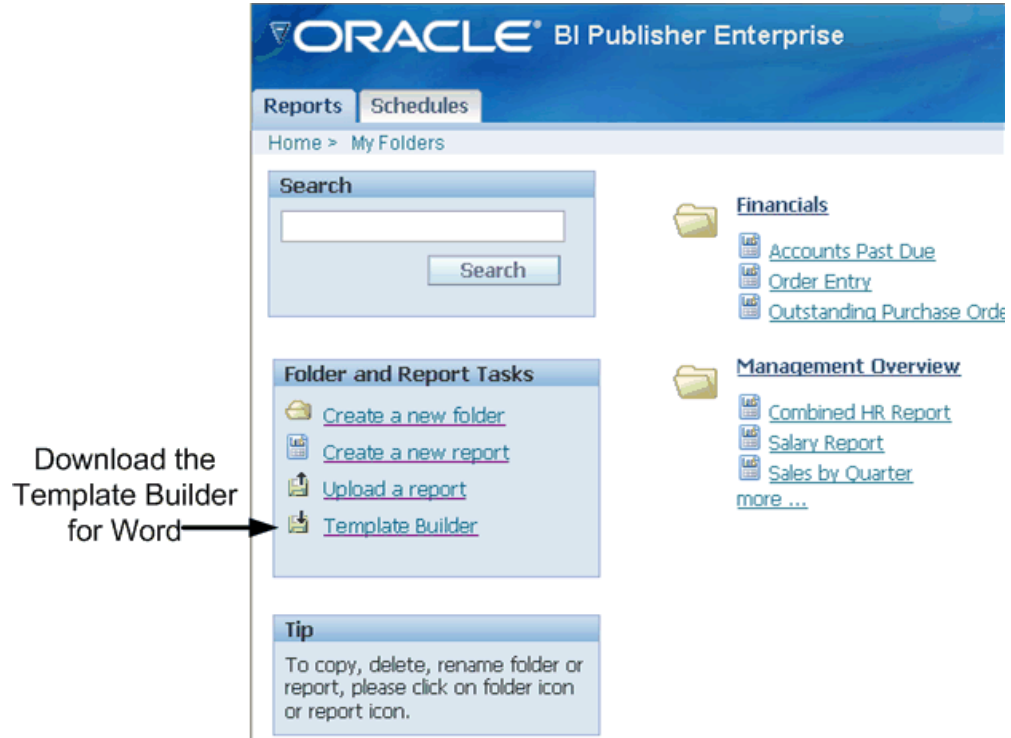 ORACLE® BI Publisher Enterprise
Reports Schedules
Home > My Folders
Search
Search
Folder and Report Tasks
Create a new folder
Create a new report
Upload a report
Template Builder
Download the
Template Builder
for Word
Tip
To copy, delete, rename folder or
report, please click on folder icon
or report icon.
Financials
Accounts Past Due
Order Entry
Outstanding Purchase Orde
Management Overview
Combined HR Report
Salary Report
Sales by Quarter
more ...